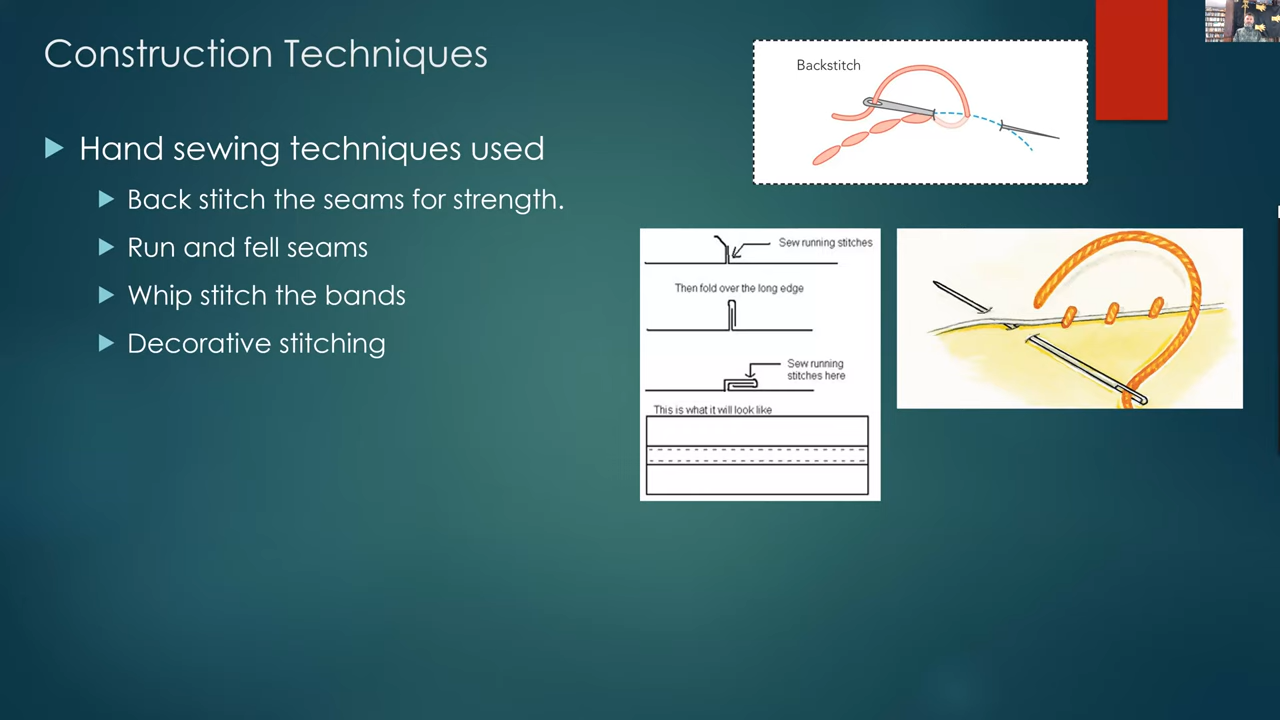 Construction Techniques
Hand sewing techniques used
Back stitch the seams for strength.
Run and fell seams
Whip stitch the bands
Decorative stitching
Backstitch
Sew running stitches
Then fold over the long edge
Sew running
stitches here
This is what it will look like